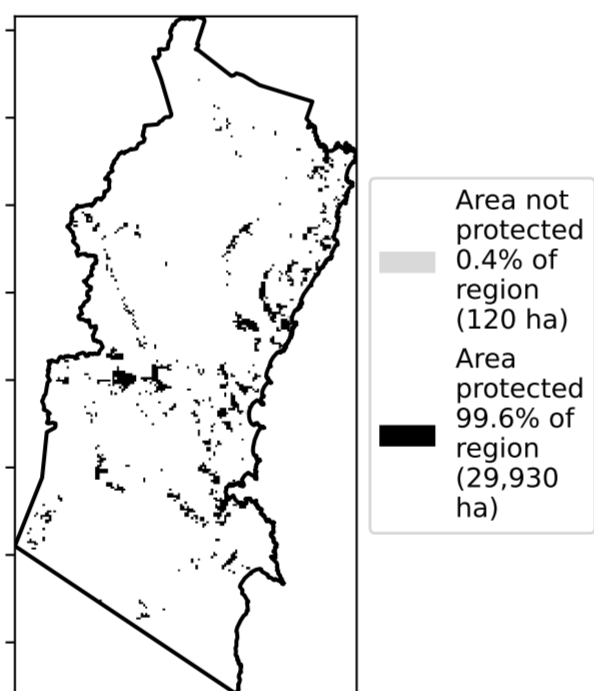 Area not
protected
0.4% of
region
(120 ha)
Area
protected
99.6% of
region
(29,930
ha)